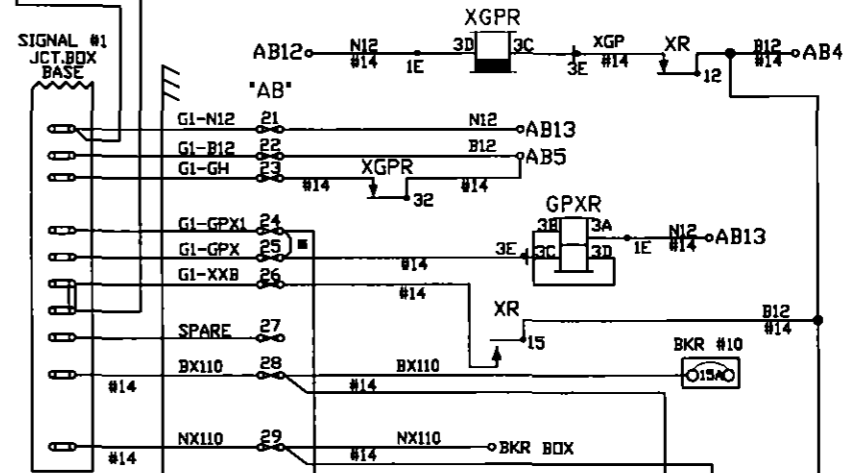 XGPR
SIGNAL #1
JCT.BOX
BASE
AB12 N12 #14 1E 3D 3C 3E XGP #14 XR 12 B12 #14 AB4
"AB"
G1-N12 21 N12 AB13
G1-B12 22 B12 AB5
G1-GH 23 #14 XGPR 32 #14
GPXR
G1-GPX1 24 3B 3A N12 #14 AB13
G1-GPX 25 #14 3E 3C 3D 1E
G1-XXB 26 #14
XR 15 B12 #14
SPARE 27
BKR #10
#14 BX110 28 BX110 #14 15A
#14 NX110 29 NX110 #14 BKR BOX